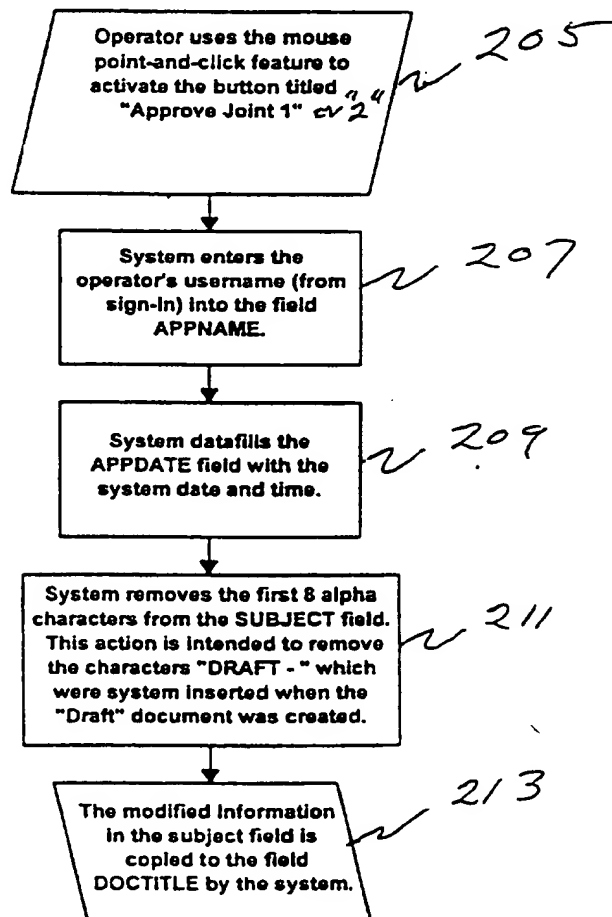 Operator uses the mouse
point-and-click feature to
activate the button titled
"Approve Joint 1" or "2"
205
System enters the
operator's username (from
sign-in) into the field
APPNAME.
207
System datafills the
APPDATE field with the
system date and time.
209
System removes the first 8 alpha
characters from the SUBJECT field.
This action is intended to remove
the characters "DRAFT - " which
were system inserted when the
"Draft" document was created.
211
The modified information
in the subject field is
copied to the field
DOCTITLE by the system.
213